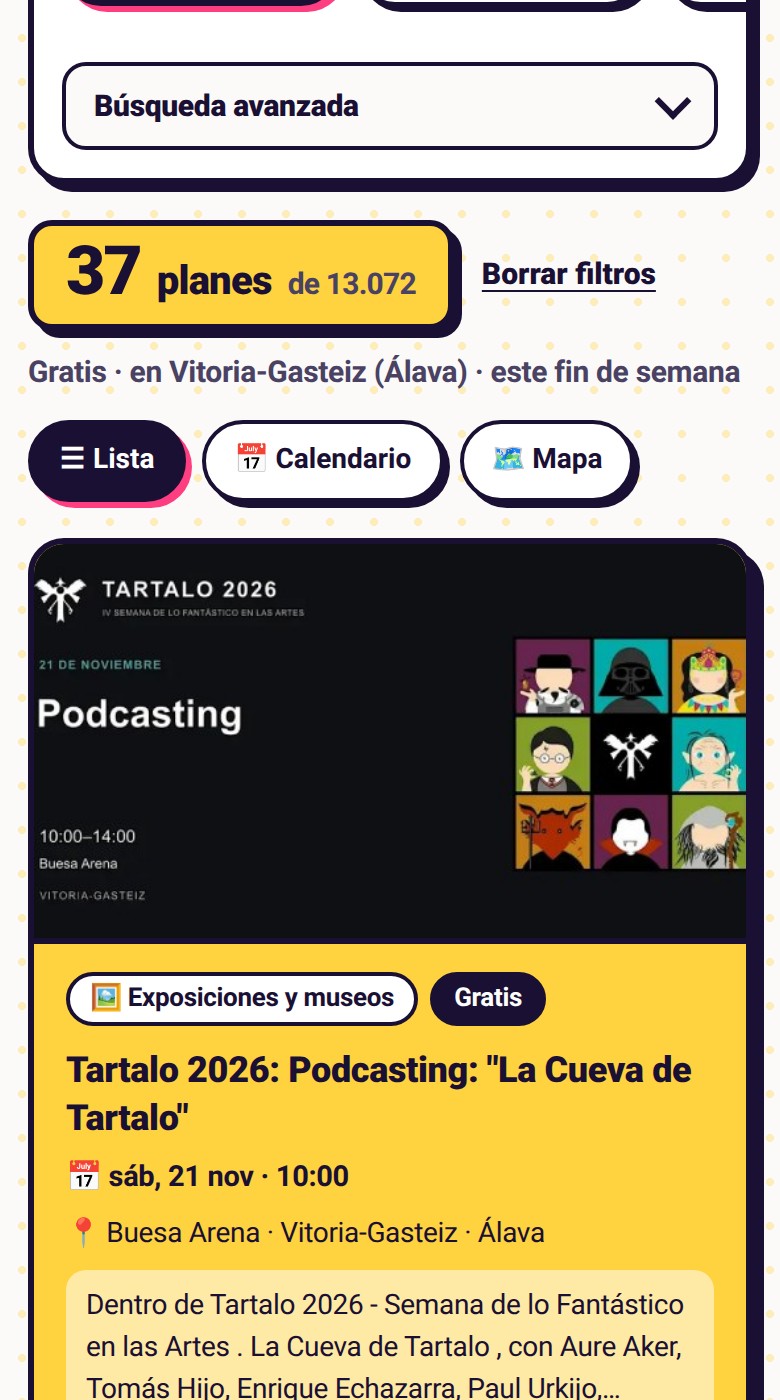 Búsqueda avanzada
37 planes de 13.072
Borrar filtros
Gratis · en Vitoria-Gasteiz (Álava) · este fin de semana
☰ Lista
Calendario
Mapa
TARTALO 2026
IV SEMANA DE LO FANTÁSTICO EN LAS ARTES
21 DE NOVIEMBRE
Podcasting
10:00–14:00
Buesa Arena
VITORIA-GASTEIZ
Exposiciones y museos
Gratis
Tartalo 2026: Podcasting: "La Cueva de
Tartalo"
sáb, 21 nov · 10:00
Buesa Arena · Vitoria-Gasteiz · Álava
Dentro de Tartalo 2026 - Semana de lo Fantástico
en las Artes . La Cueva de Tartalo , con Aure Aker,
Tomás Hijo, Enrique Echazarra, Paul Urkijo,...